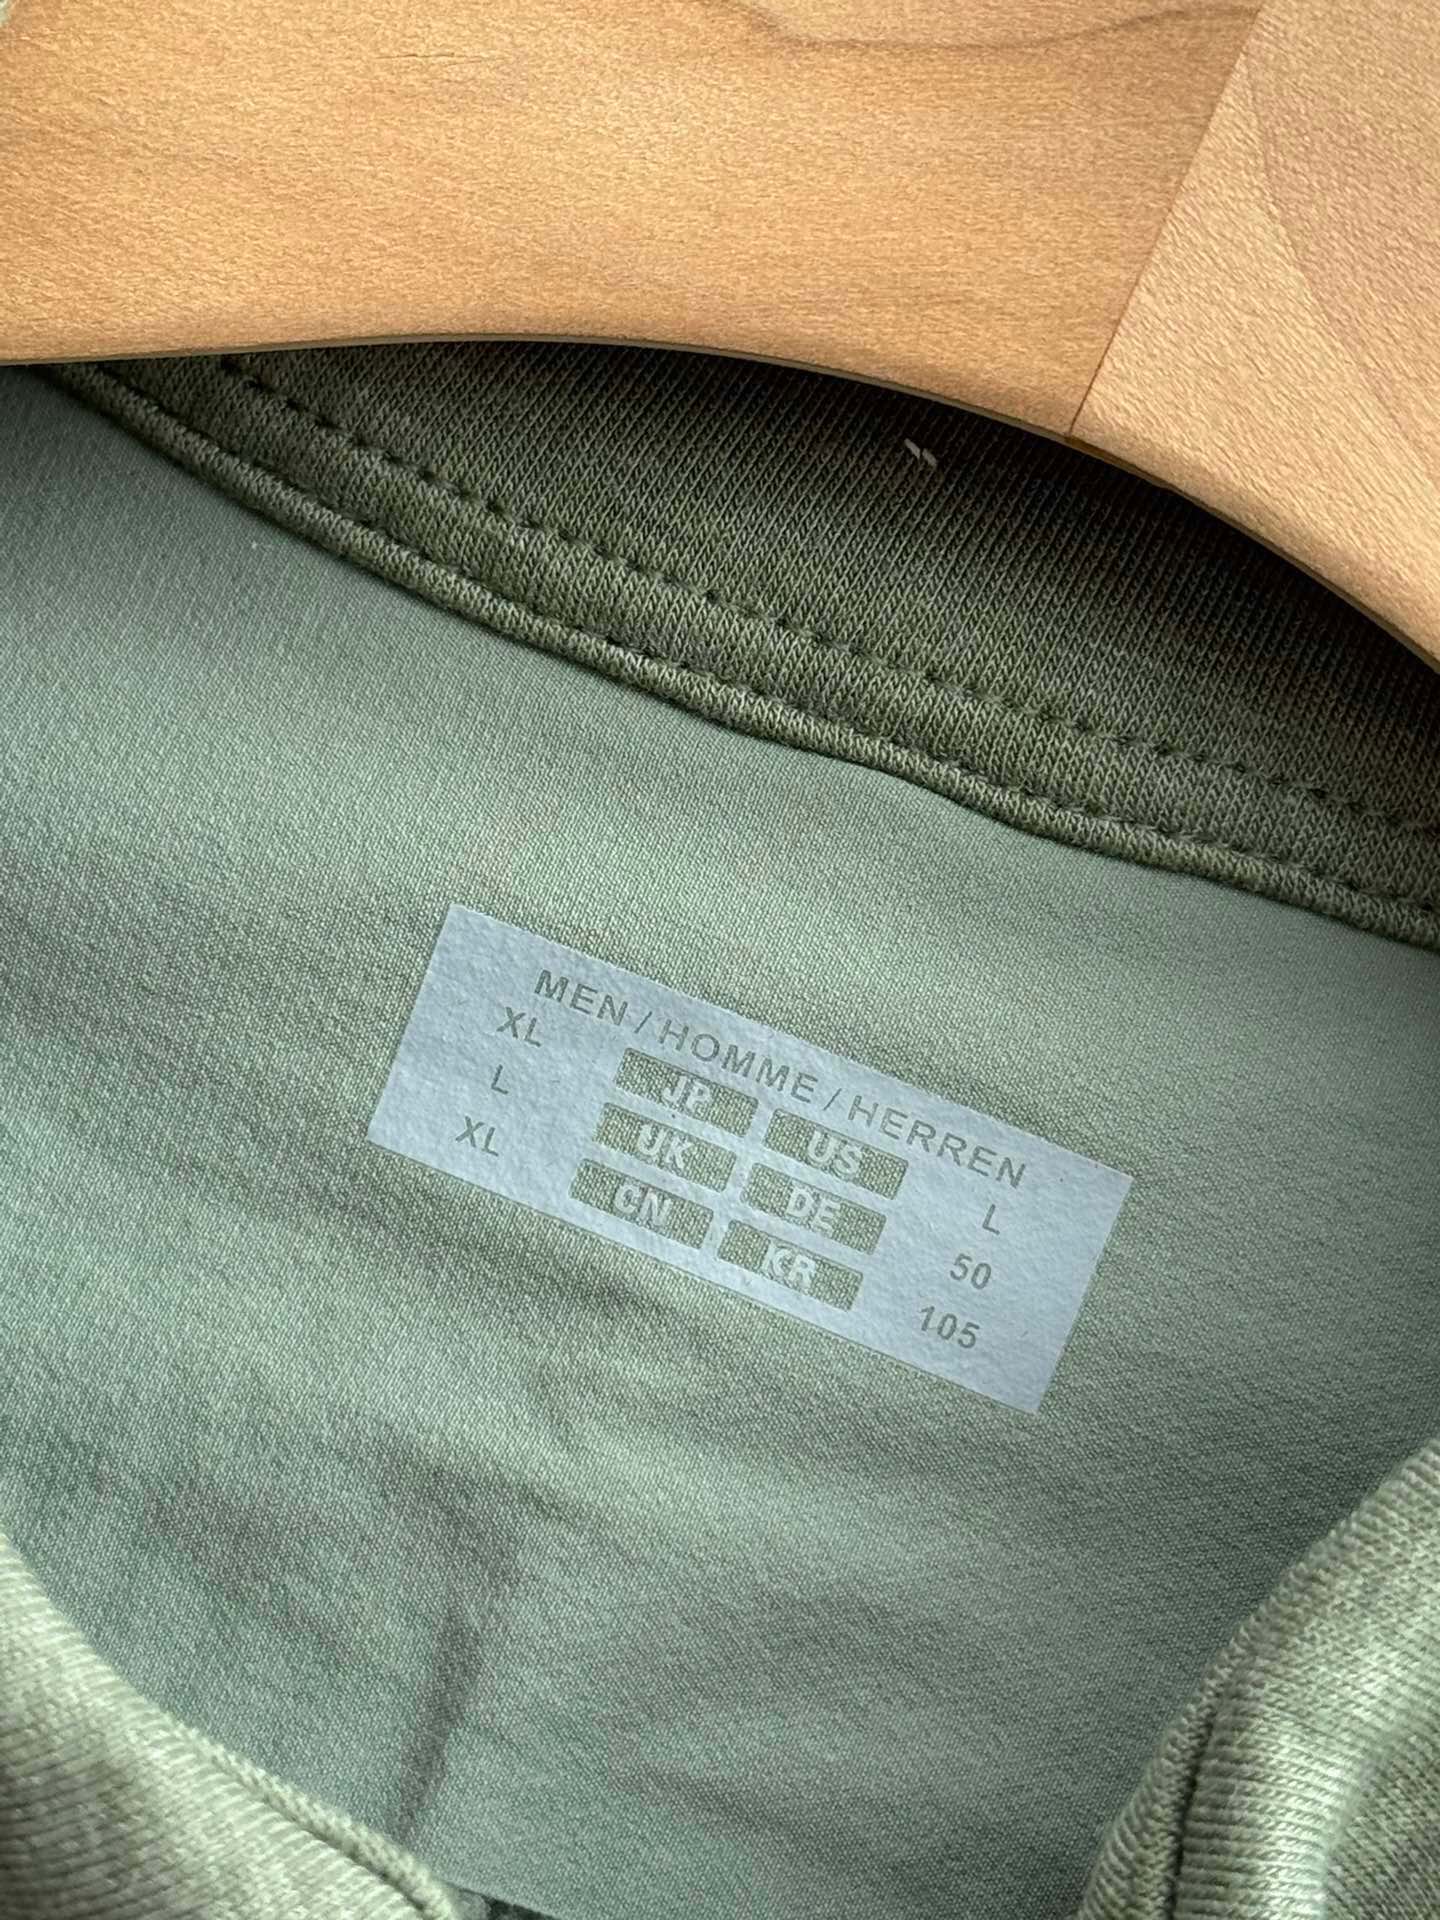 MEN / HOMME / HERREN
XL JP US L
L UK DE 50
XL CN KR 105